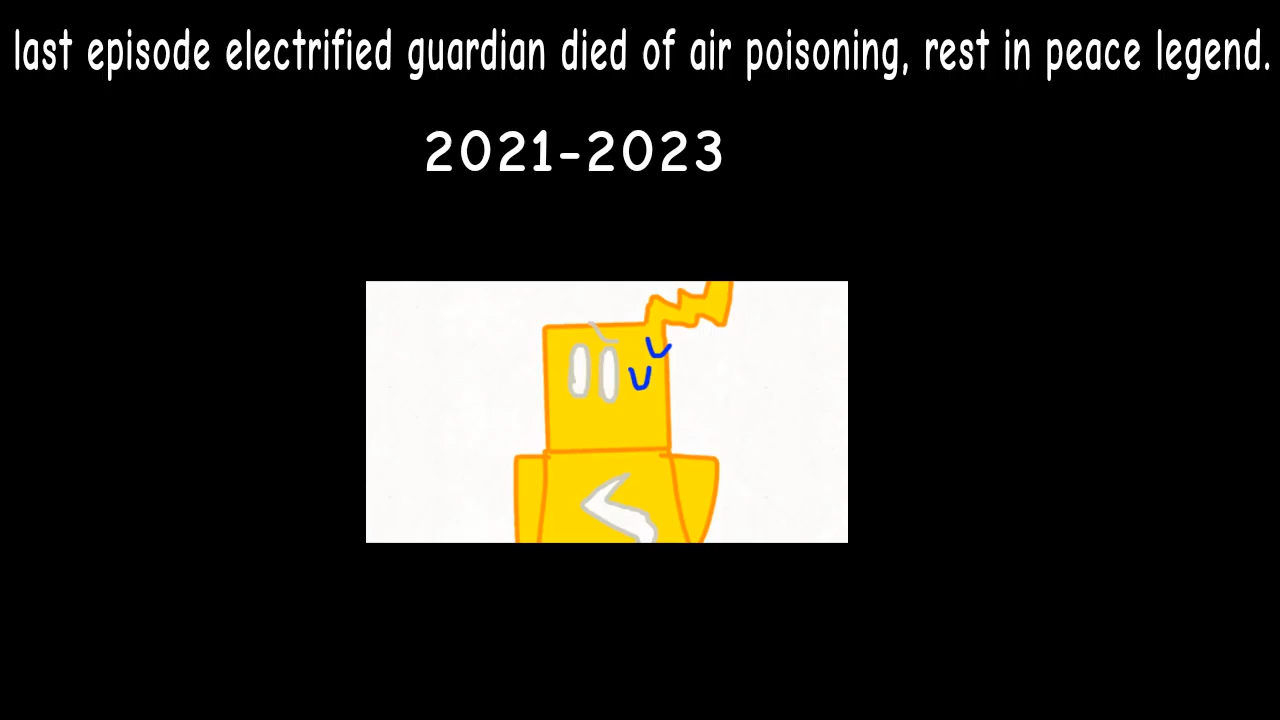 last episode electrified guardian died of air poisoning, rest in peace legend.
2021-2023